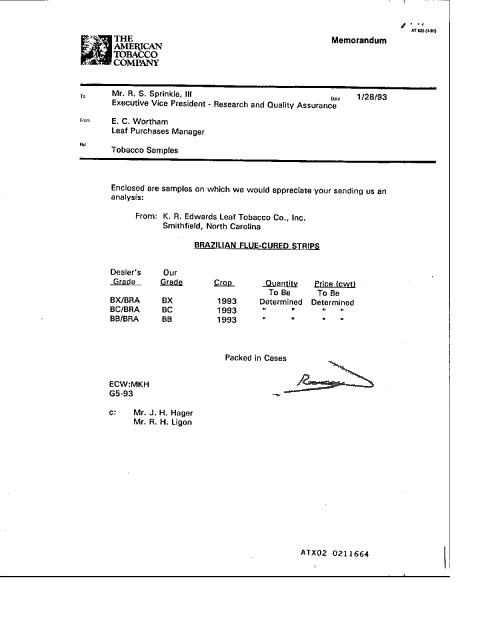 AT 825 (1-91)
THE
AMERICAN
TOBACCO
COMPANY
Memorandum
To Mr. R. S. Sprinkle, III
Executive Vice President - Research and Quality Assurance Date 1/28/93
From E. C. Wortham
Leaf Purchases Manager
Re: Tobacco Samples
Enclosed are samples on which we would appreciate your sending us an
analysis:
From: K. R. Edwards Leaf Tobacco Co., Inc.
Smithfield, North Carolina
BRAZILIAN FLUE-CURED STRIPS
Dealer's Our
Grade Grade Crop Quantity Price (cwt)
To Be To Be
BX/BRA BX 1993 Determined Determined
BC/BRA BC 1993 " " " "
BB/BRA BB 1993 " " " "
Packed in Cases
ECW:MKH
G5-93
c: Mr. J. H. Hager
Mr. R. H. Ligon
ATX02 0211664